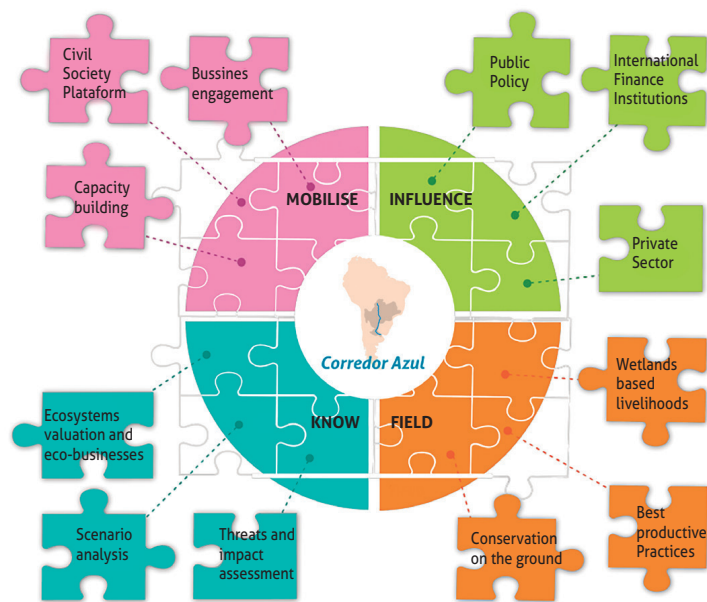 Civil
Society
Plataform
Bussines
engagement
Public
Policy
International
Finance
Institutions
Capacity
building
MOBILISE
INFLUENCE
Private
Sector
Corredor Azul
Wetlands
based
livelihoods
Ecosystems
valuation and
eco-businesses
KNOW
FIELD
Scenario
analysis
Threats and
impact
assessment
Conservation
on the ground
Best
productive
Practices